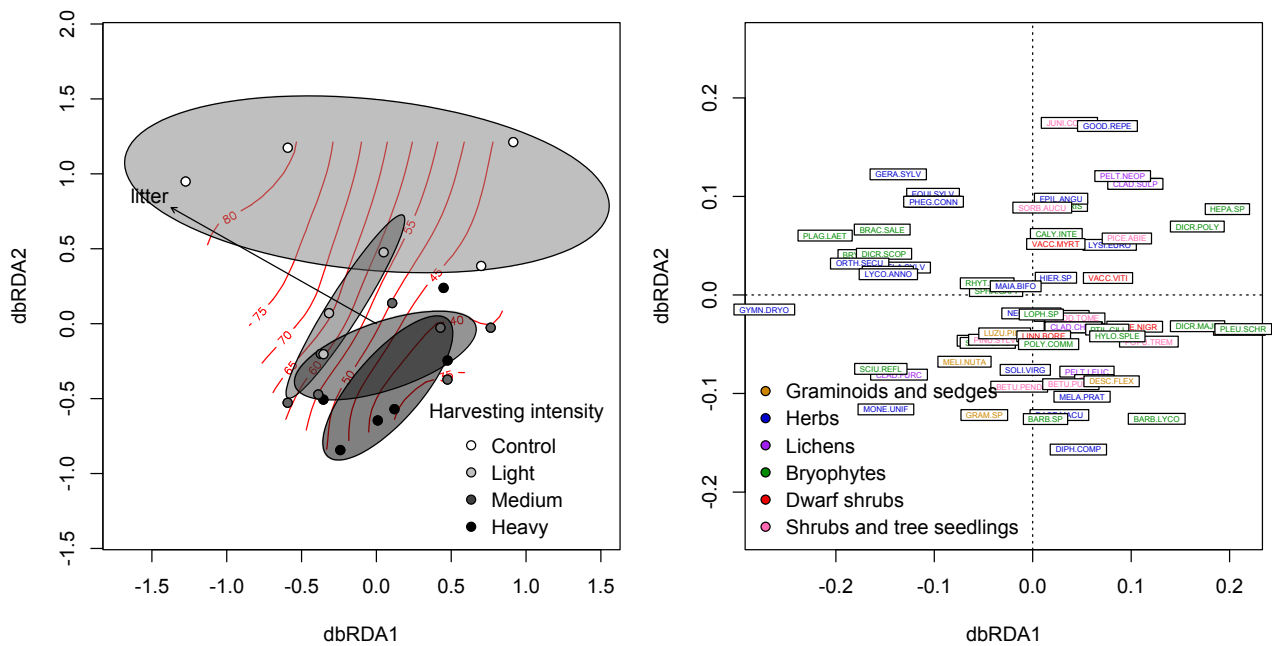 2.0
1.5
1.0
0.5
0.0
-0.5
-1.0
-1.5
dbRDA2
litter
80
75
70
65
60
55
50
45
40
Harvesting intensity
Control
Light
Medium
Heavy
-1.5 -1.0 -0.5 0.0 0.5 1.0 1.5
dbRDA1
0.2
0.1
0.0
-0.1
-0.2
dbRDA2
GOOD.REPE
GERA.SYLV
PELT.NEOP
CLAD.SULP
EQUI.SYLV
PHEG.CONN
EPIL.ANGU
SORB.AUCU
HEPA.SP
DICR.POLY
BRAC.SALE
PLAG.LAET
CALY.INTE
PICE.ABIE
VACC.MYRT
LYSI.EURO
DICR.SCOP
ORTH.SECU
LYCO.ANNO
HIER.SP
VACC.VITI
MAIA.BIFO
GYMN.DRYO
LOPH.SP
DICR.MAJ
PLEU.SCHR
HYLO.SPLE
LINN.BORE
POLY.COMM
MELI.NUTA
SCIU.REFL
SOLI.VIRG
PELT.LEUC
DESC.FLEX
BETU.PEND
MELA.PRAT
MONE.UNIF
GRAM.SP
BARB.SP
BARB.LYCO
DIPH.COMP
Graminoids and sedges
Herbs
Lichens
Bryophytes
Dwarf shrubs
Shrubs and tree seedlings
-0.2 -0.1 0.0 0.1 0.2
dbRDA1